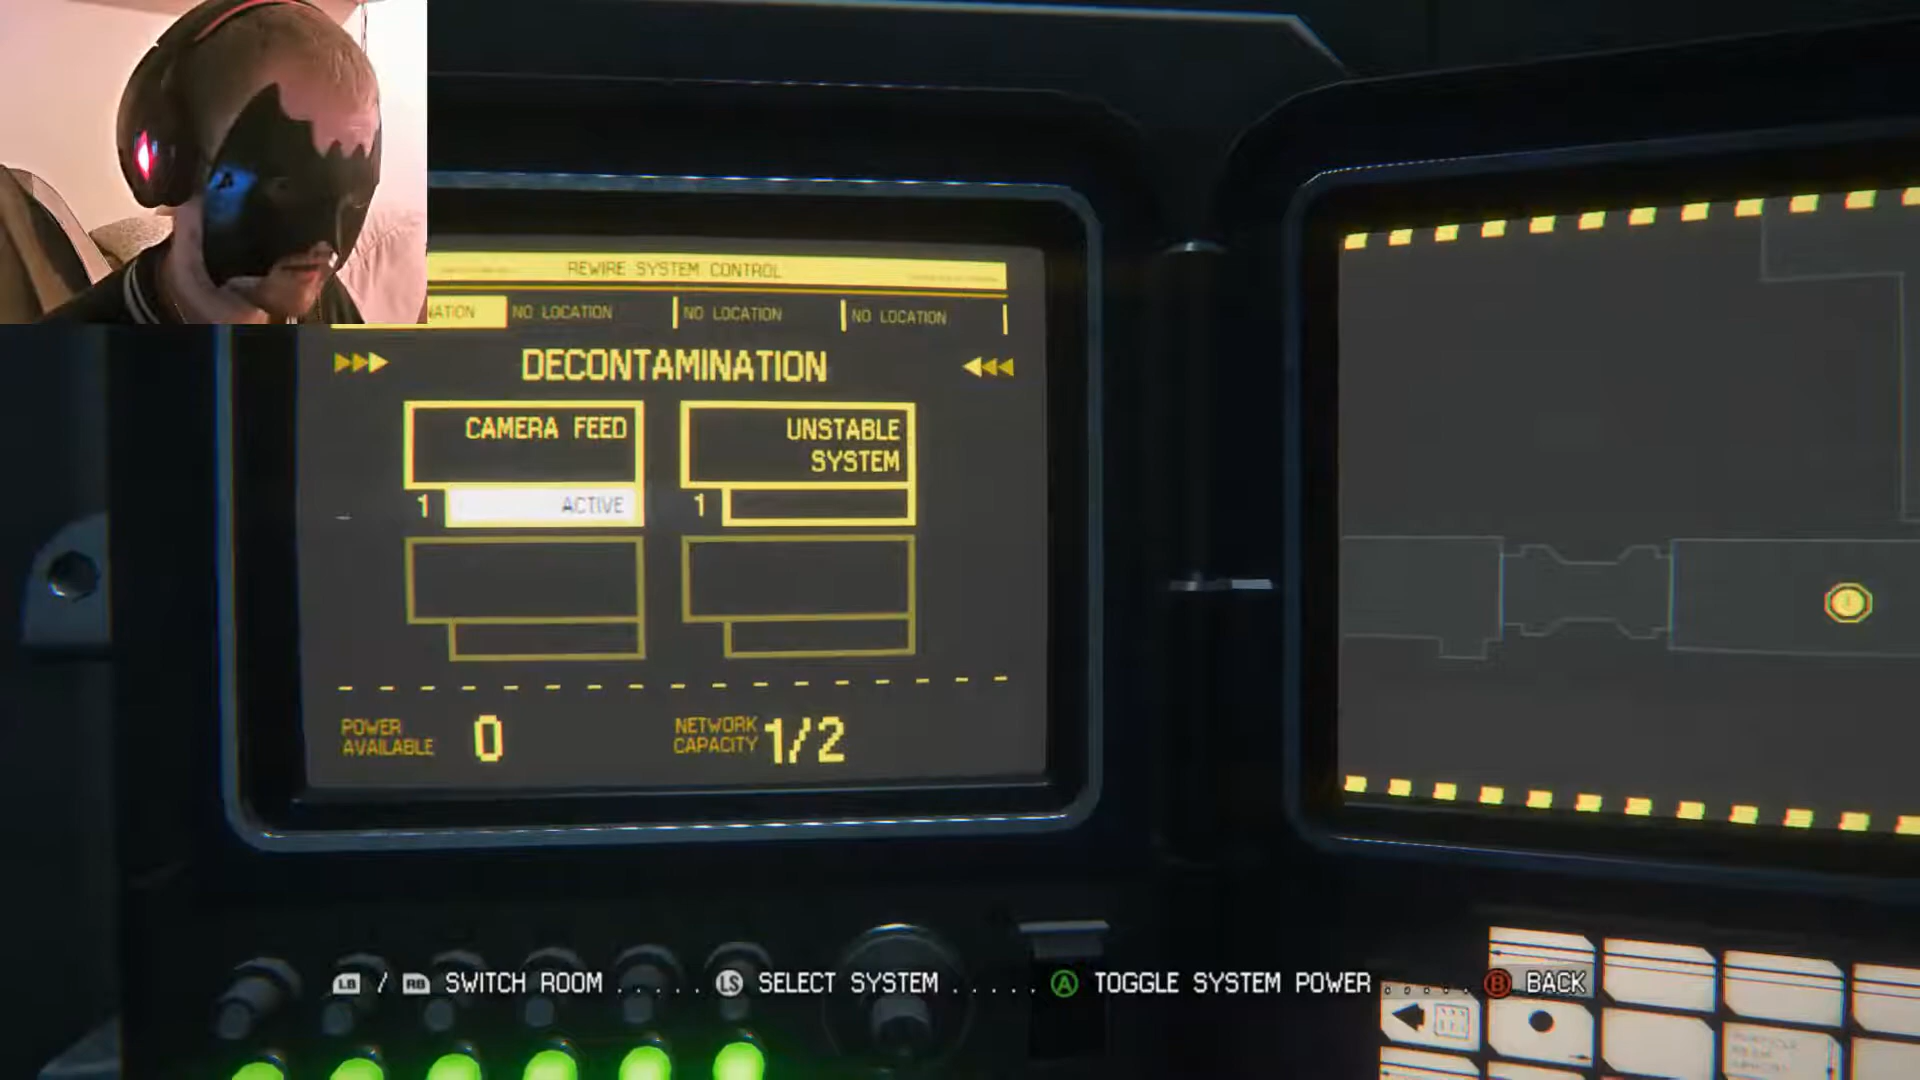 REWIRE SYSTEM CONTROL
NATION NO LOCATION NO LOCATION NO LOCATION
DECONTAMINATION
CAMERA FEED
1 ACTIVE
UNSTABLE
SYSTEM
1
POWER
AVAILABLE 0
NETWORK
CAPACITY 1/2
LB / RB SWITCH ROOM ..... LS SELECT SYSTEM ..... A TOGGLE SYSTEM POWER ..... B BACK